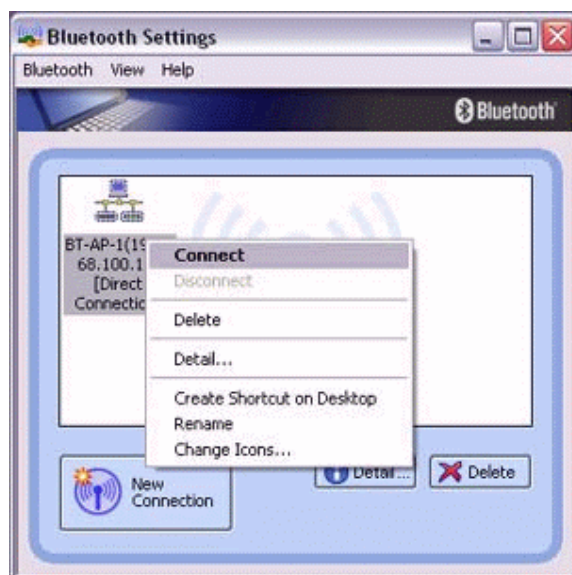 Bluetooth Settings
Bluetooth View Help
Bluetooth
BT-AP-1(19
68.100.1
[Direct
Connectio
Connect
Disconnect
Delete
Detail...
Create Shortcut on Desktop
Rename
Change Icons...
New
Connection
Detail...
Delete